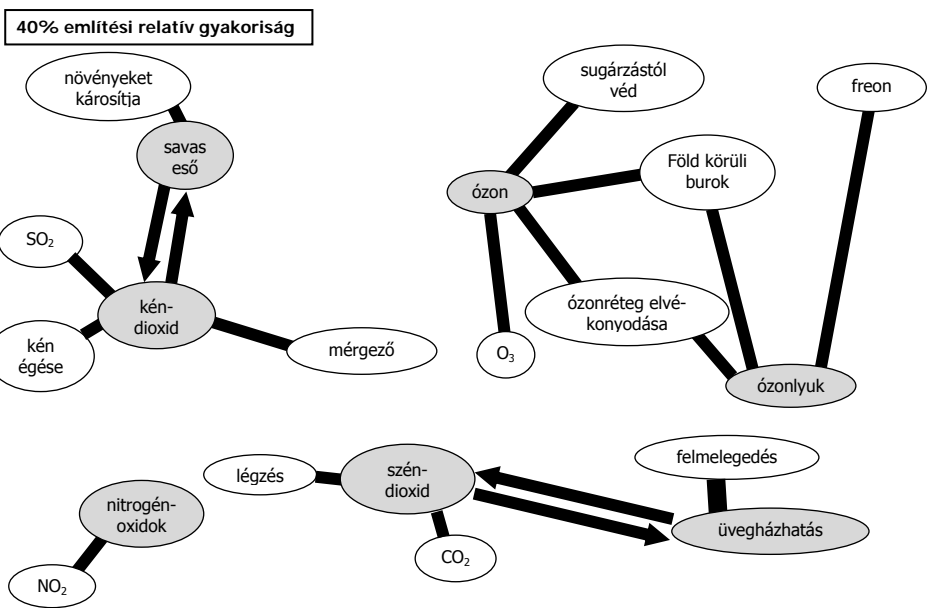 40% említési relatív gyakoriság
növényeket
károsítja
savas
eső
SO₂
kén-
dioxid
kén
égése
mérgező
sugárzástól
véd
freon
Föld körüli
burok
ózon
ózonréteg elvé-
konyodása
O₃
ózonlyuk
légzés
szén-
dioxid
felmelegedés
nitrogén-
oxidok
üvegházhatás
CO₂
NO₂